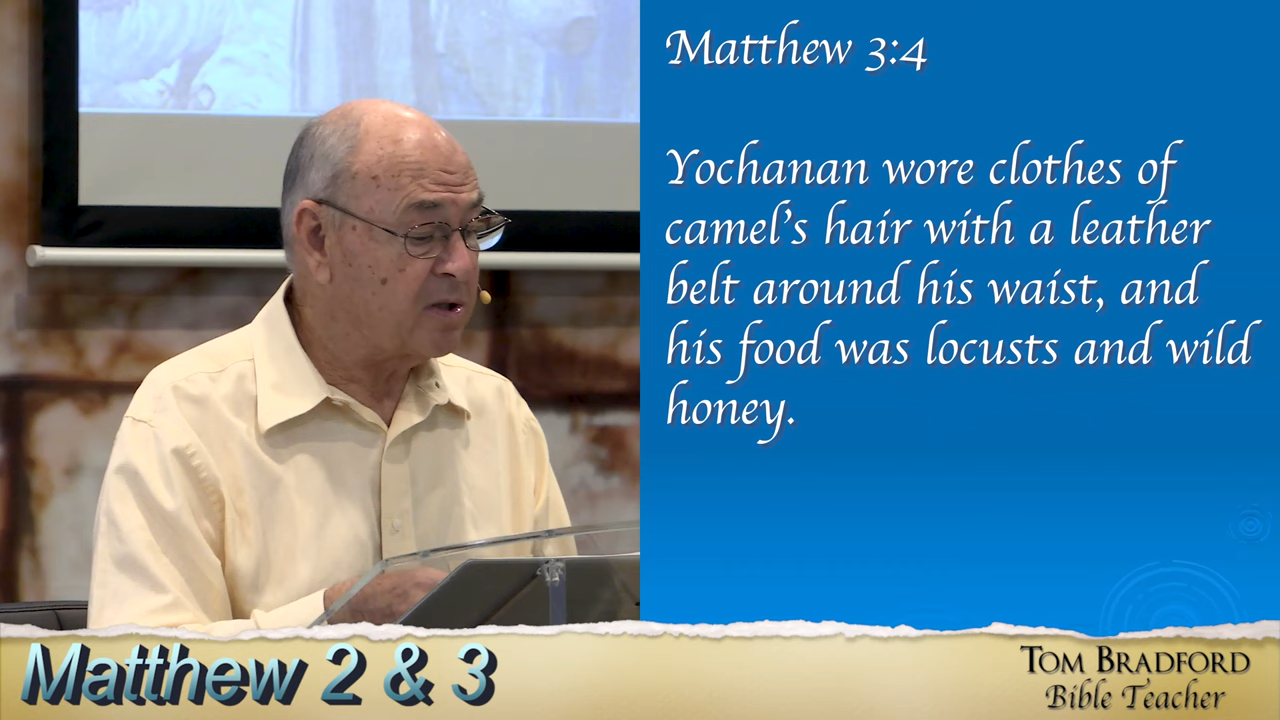 Matthew 3:4
Yochanan wore clothes of
camel's hair with a leather
belt around his waist, and
his food was locusts and wild
honey.
Matthew 2 & 3
Tom Bradford
Bible Teacher